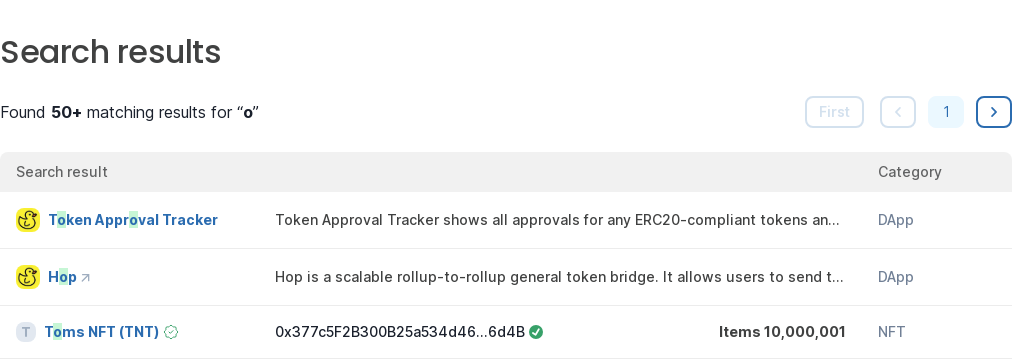 Search results
Found 50+ matching results for “o”
First 1
Search result Category
Token Approval Tracker Token Approval Tracker shows all approvals for any ERC20-compliant tokens an... DApp
Hop Hop is a scalable rollup-to-rollup general token bridge. It allows users to send t... DApp
T Toms NFT (TNT) 0x377c5F2B300B25a534d46...6d4B Items 10,000,001 NFT